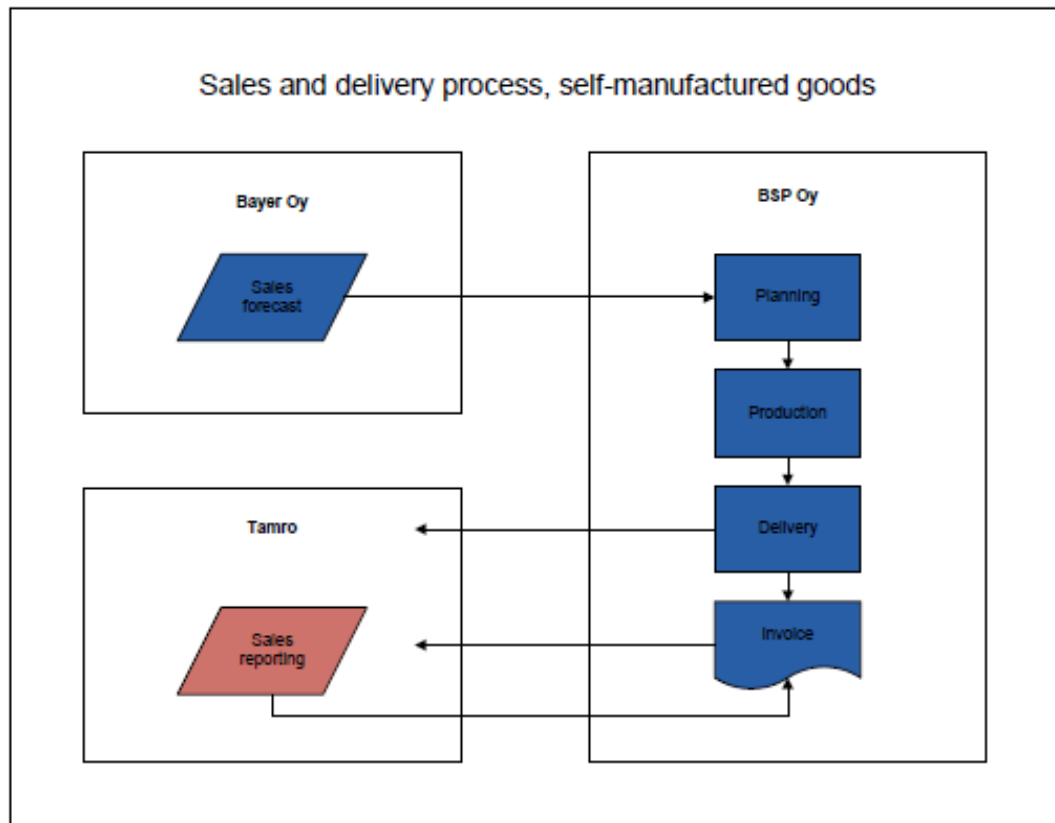 Sales and delivery process, self-manufactured goods
Bayer Oy
Sales
forecast
BSP Oy
Planning
Production
Delivery
Invoice
Tamro
Sales
reporting